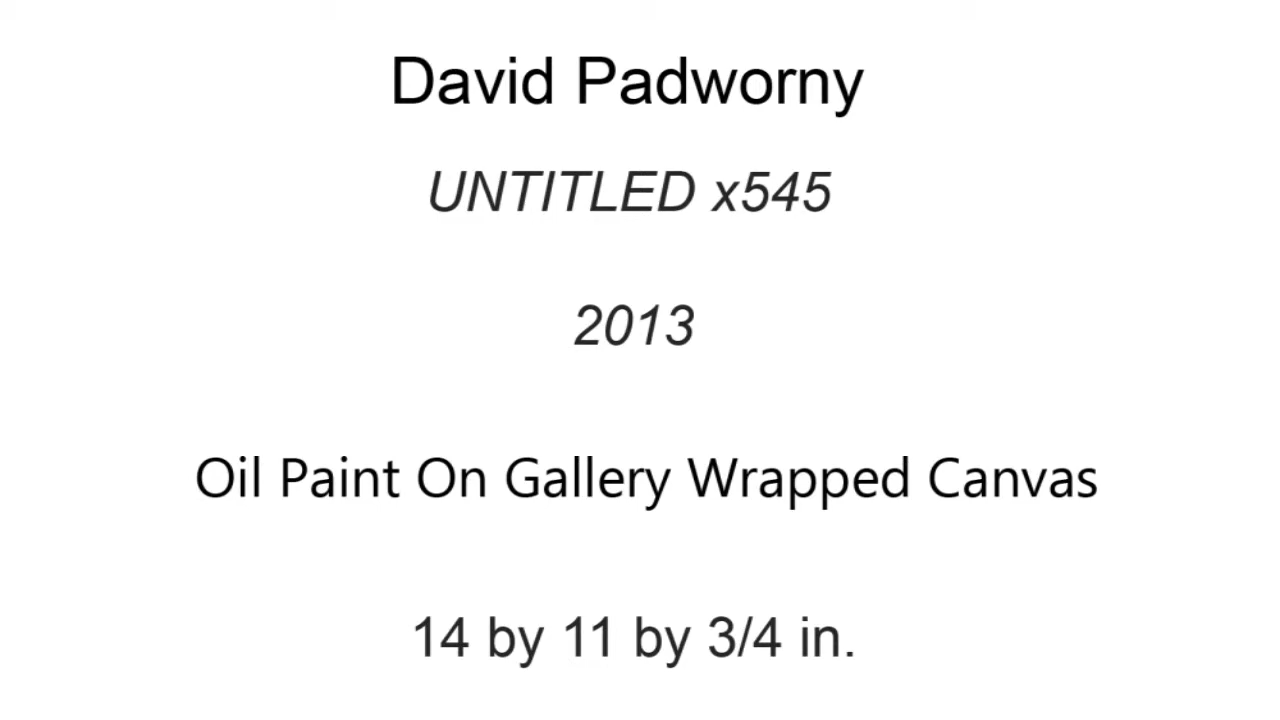 David Padworny
UNTITLED x545
2013
Oil Paint On Gallery Wrapped Canvas
14 by 11 by 3/4 in.